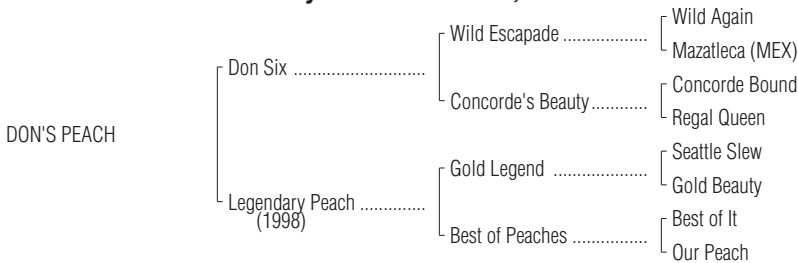 Wild Again
Wild Escapade ..................
Mazatleca (MEX)
Don Six ............................
Concorde Bound
Concorde's Beauty............
Regal Queen
DON'S PEACH
Seattle Slew
Gold Legend ....................
Gold Beauty
Legendary Peach ..............
(1998)
Best of It
Best of Peaches ................
Our Peach